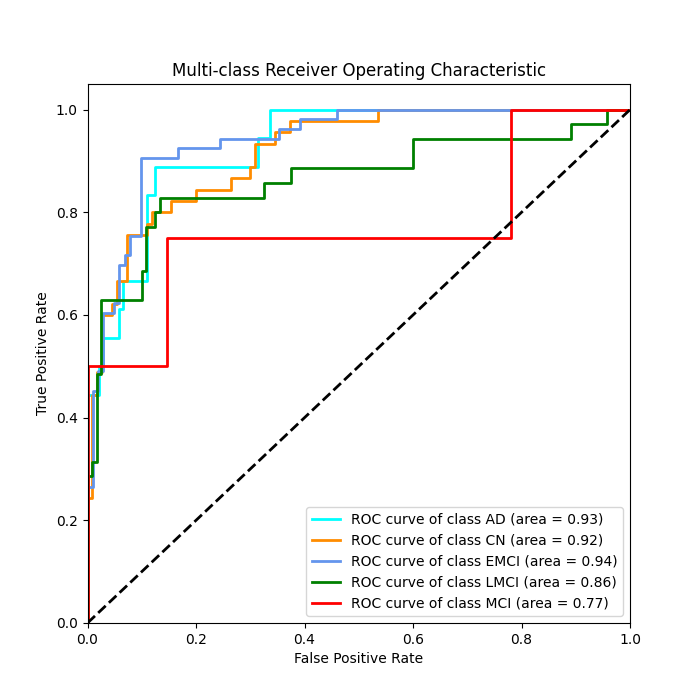 Multi-class Receiver Operating Characteristic
1.0
0.8
0.6
0.4
0.2
0.0
True Positive Rate
ROC curve of class AD (area = 0.93)
ROC curve of class CN (area = 0.92)
ROC curve of class EMCI (area = 0.94)
ROC curve of class LMCI (area = 0.86)
ROC curve of class MCI (area = 0.77)
0.0 0.2 0.4 0.6 0.8 1.0
False Positive Rate